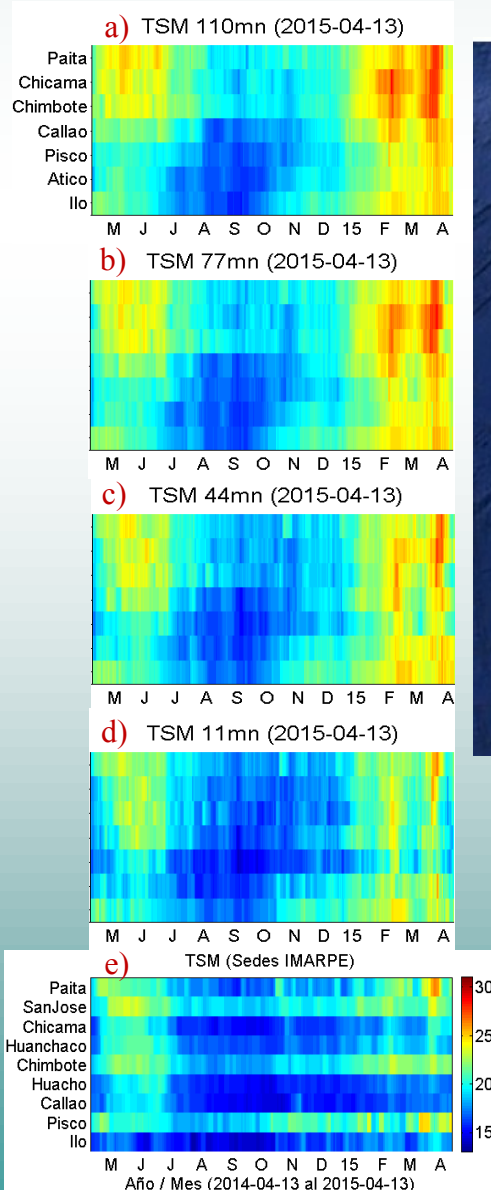 a) TSM 110mn (2015-04-13)
Paita
Chicama
Chimbote
Callao
Pisco
Atico
Ilo
M J J A S O N D 15 F M A
b) TSM 77mn (2015-04-13)
M J J A S O N D 15 F M A
c) TSM 44mn (2015-04-13)
M J J A S O N D 15 F M A
d) TSM 11mn (2015-04-13)
M J J A S O N D 15 F M A
e) TSM (Sedes IMARPE)
Paita
SanJose
Chicama
Huanchaco
Chimbote
Huacho
Callao
Pisco
Ilo
30
25
20
15
M J J A S O N D 15 F M A
Año / Mes (2014-04-13 al 2015-04-13)